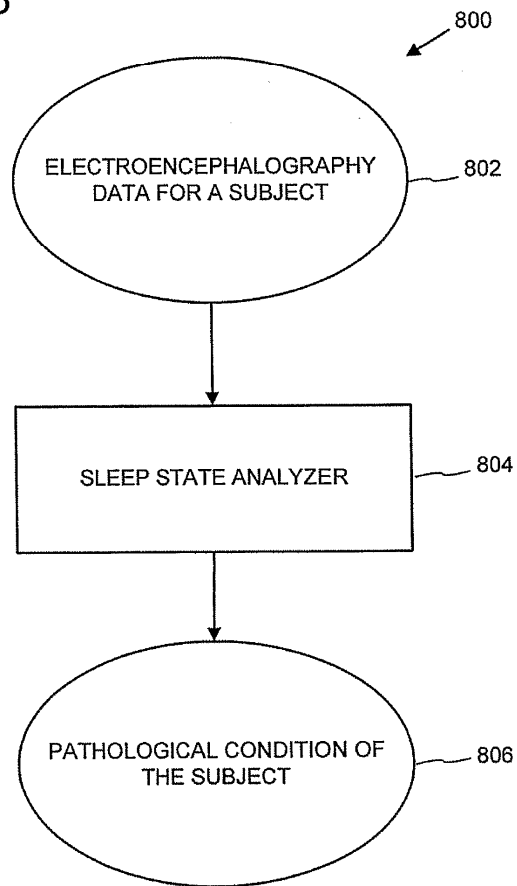 800
ELECTROENCEPHALOGRAPHY
DATA FOR A SUBJECT
802
SLEEP STATE ANALYZER
804
PATHOLOGICAL CONDITION OF
THE SUBJECT
806